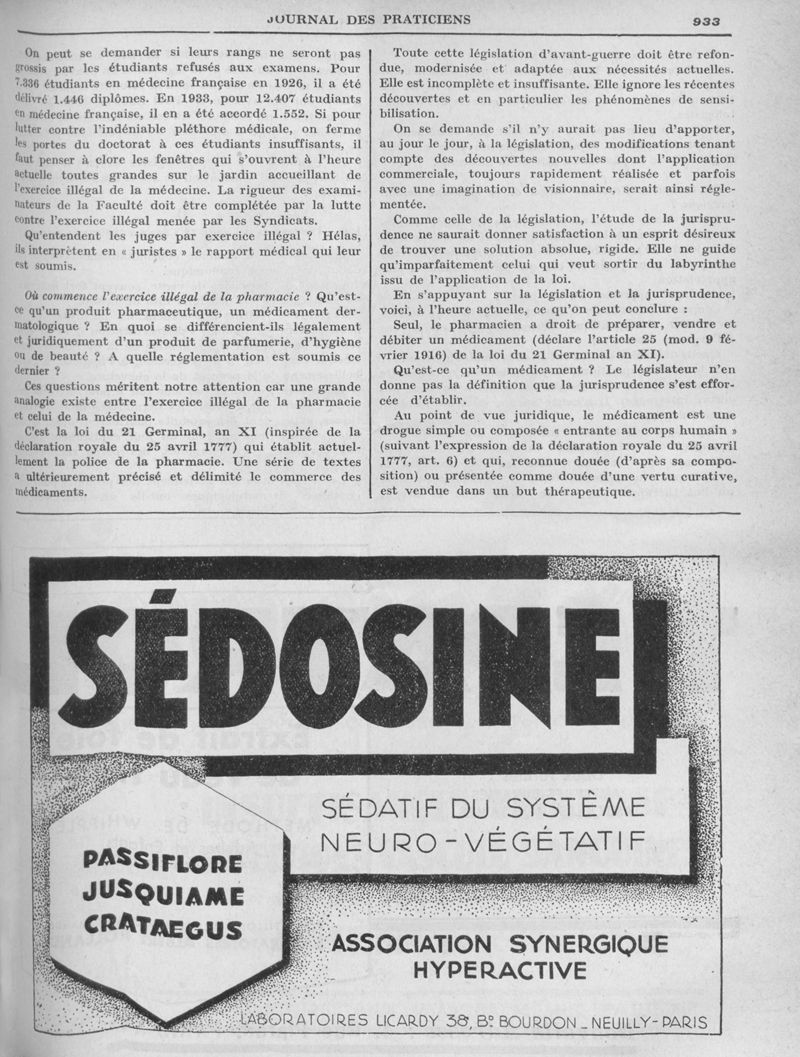 JOURNAL DES PRATICIENS
933
On peut se demander si leurs rangs ne seront pas
grossis par les étudiants refusés aux examens. Pour
7.336 étudiants en médecine française en 1926, il a été
délivré 1.446 diplômes. En 1933, pour 12.407 étudiants
en médecine française, il en a été accordé 1.552. Si pour
lutter contre l'indéniable pléthore médicale, on ferme
les portes du doctorat à ces étudiants insuffisants, il
faut penser à clore les fenêtres qui s'ouvrent à l'heure
actuelle toutes grandes sur le jardin accueillant de
l'exercice illégal de la médecine. La rigueur des exami-
nateurs de la Faculté doit être complétée par la lutte
contre l'exercice illégal menée par les Syndicats.
Qu'entendent les juges par exercice illégal ? Hélas,
ils interprètent en « juristes » le rapport médical qui leur
est soumis.
Où commence l'exercice illégal de la pharmacie ? Qu'est-
ce qu'un produit pharmaceutique, un médicament der-
matologique ? En quoi se différencient-ils légalement
et juridiquement d'un produit de parfumerie, d'hygiène
ou de beauté ? A quelle réglementation est soumis ce
dernier ?
Ces questions méritent notre attention car une grande
analogie existe entre l'exercice illégal de la pharmacie
et celui de la médecine.
C'est la loi du 21 Germinal, an XI (inspirée de la
déclaration royale du 25 avril 1777) qui établit actuel-
lement la police de la pharmacie. Une série de textes
a ultérieurement précisé et délimité le commerce des
médicaments.
Toute cette législation d'avant-guerre doit être refon-
due, modernisée et adaptée aux nécessités actuelles.
Elle est incomplète et insuffisante. Elle ignore les récentes
découvertes et en particulier les phénomènes de sensi-
bilisation.
On se demande s'il n'y aurait pas lieu d'apporter,
au jour le jour, à la législation, des modifications tenant
compte des découvertes nouvelles dont l'application
commerciale, toujours rapidement réalisée et parfois
avec une imagination de visionnaire, serait ainsi régle-
mentée.
Comme celle de la législation, l'étude de la jurispru-
dence ne saurait donner satisfaction à un esprit désireux
de trouver une solution absolue, rigide. Elle ne guide
qu'imparfaitement celui qui veut sortir du labyrinthe
issu de l'application de la loi.
En s'appuyant sur la législation et la jurisprudence,
voici, à l'heure actuelle, ce qu'on peut conclure :
Seul, le pharmacien a droit de préparer, vendre et
débiter un médicament (déclare l'article 25 (mod. 9 fé-
vrier 1916) de la loi du 21 Germinal an XI).
Qu'est-ce qu'un médicament ? Le législateur n'en
donne pas la définition que la jurisprudence s'est effor-
cée d'établir.
Au point de vue juridique, le médicament est une
drogue simple ou composée « entrante au corps humain »
(suivant l'expression de la déclaration royale du 25 avril
1777, art. 6) et qui, reconnue douée (d'après sa compo-
sition) ou présentée comme douée d'une vertu curative,
est vendue dans un but thérapeutique.
SÉDOSINE
SÉDATIF DU SYSTÈME
NEURO-VÉGÉTATIF
PASSIFLORE
JUSQUIAME
CRATAEGUS
ASSOCIATION SYNERGIQUE
HYPERACTIVE
LABORATOIRES LICARDY 38, Bᴰ BOURDON _ NEUILLY-PARIS